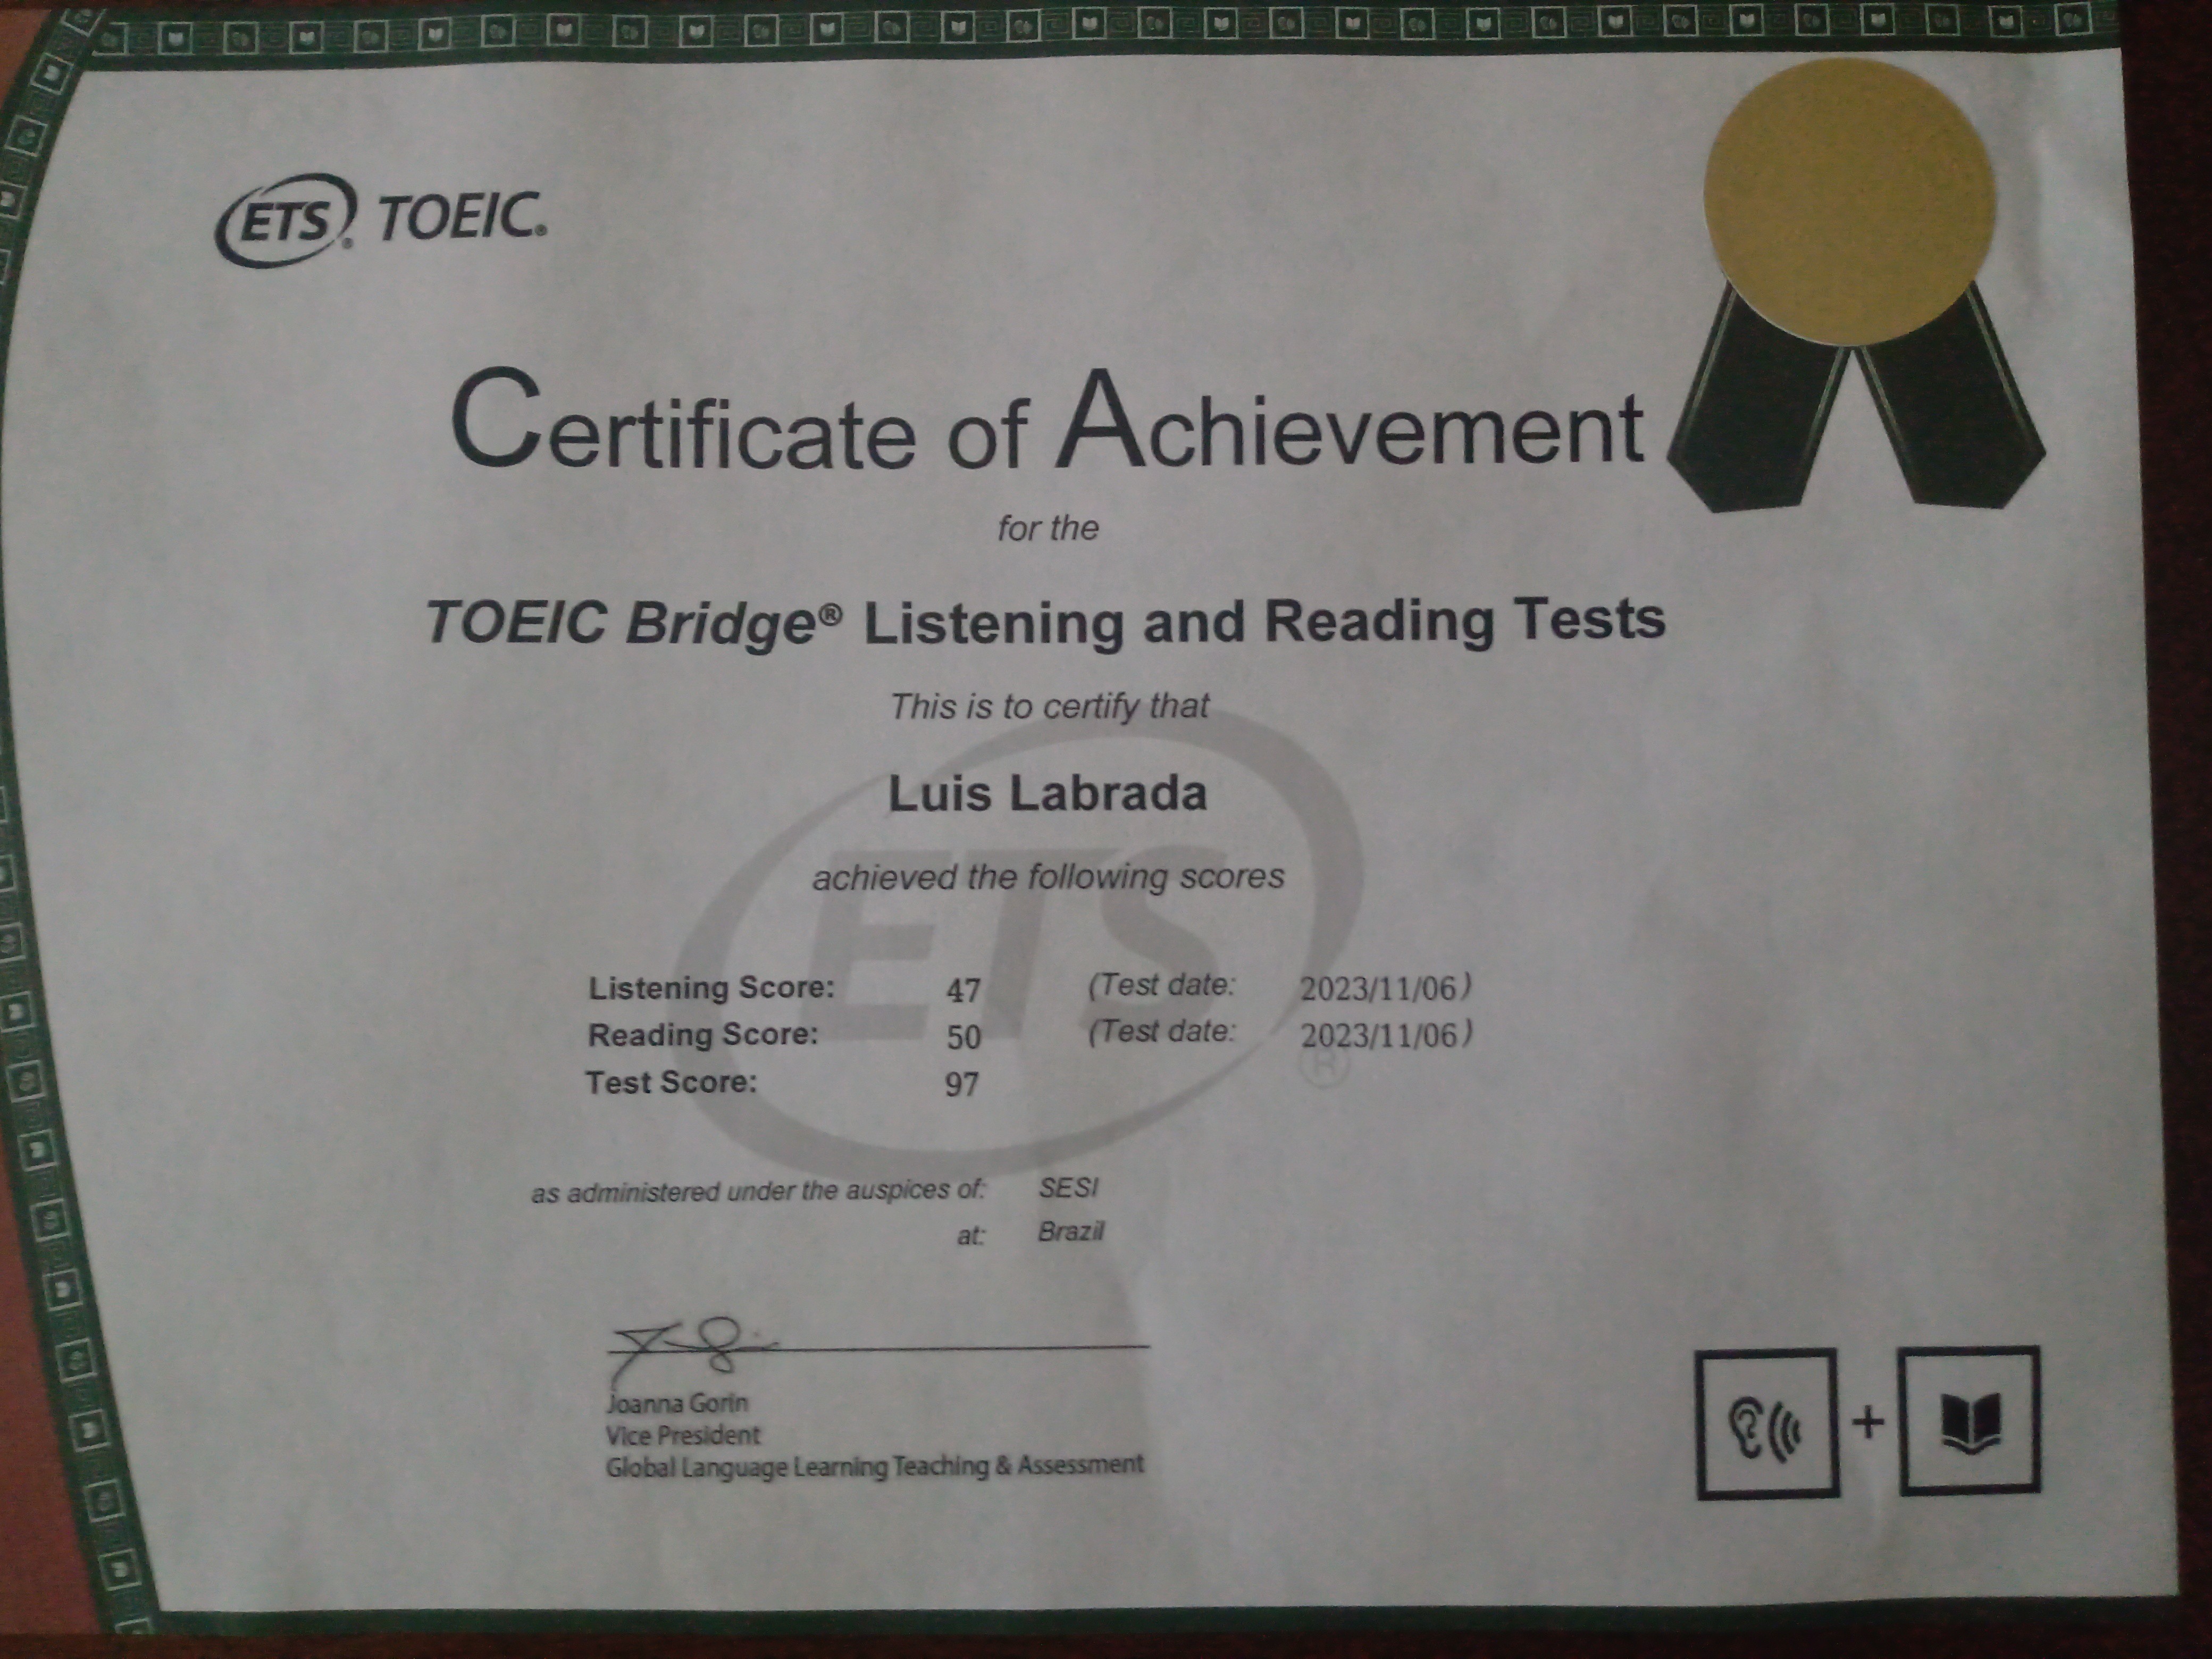 ETS® TOEIC®
Certificate of Achievement
for the
TOEIC Bridge® Listening and Reading Tests
This is to certify that
Luis Labrada
achieved the following scores
ETS®
Listening Score: 47 (Test date: 2023/11/06)
Reading Score: 50 (Test date: 2023/11/06)
Test Score: 97
as administered under the auspices of: SESI
at: Brazil
Joanna Gorin
Vice President
Global Language Learning Teaching & Assessment
+